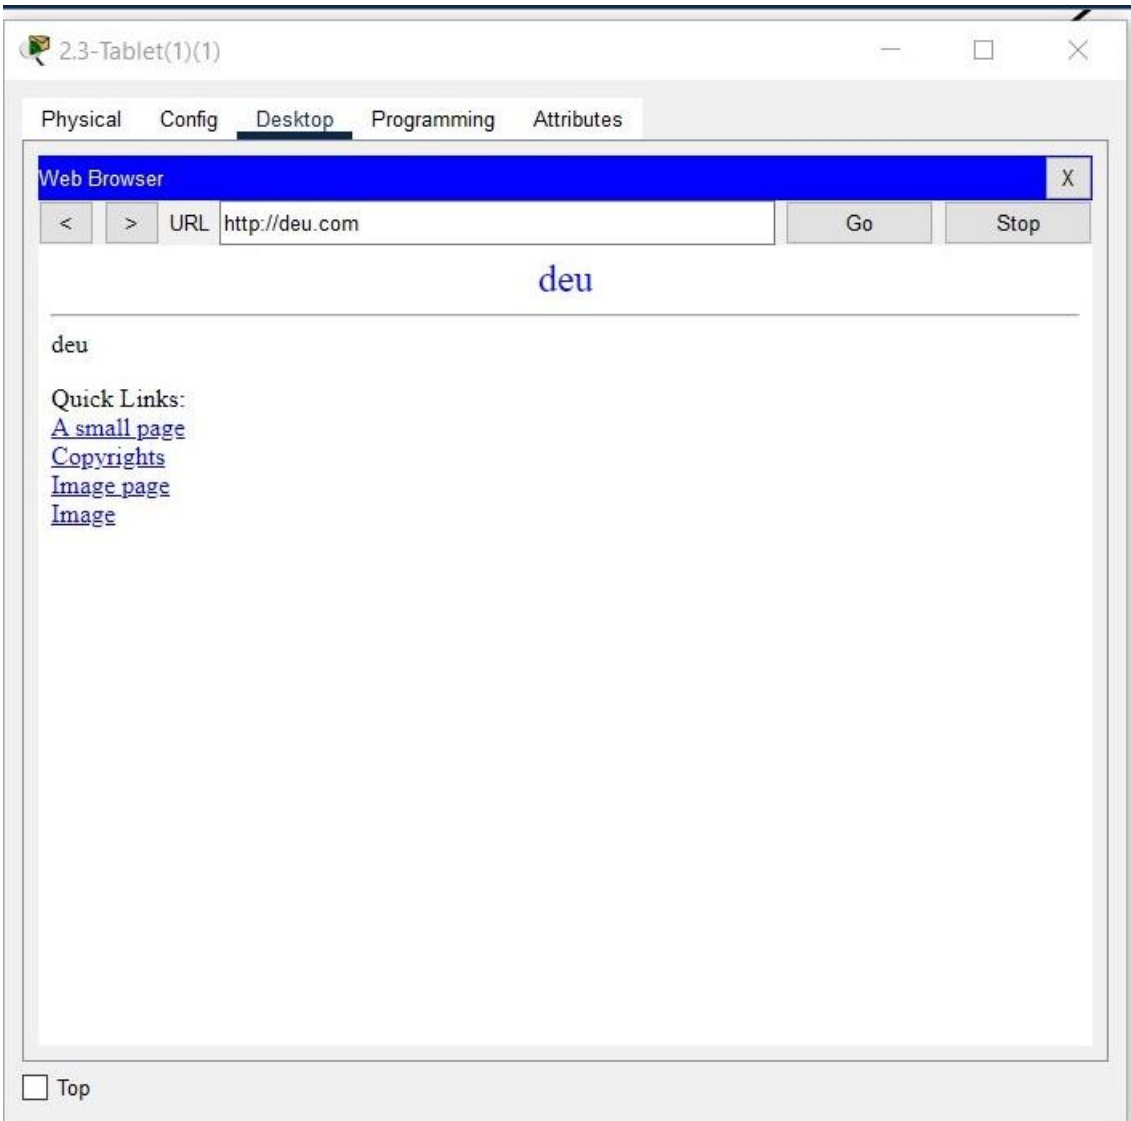 2.3-Tablet(1)(1)
Physical Config Desktop Programming Attributes
Web Browser X
< > URL http://deu.com Go Stop
deu
deu
Quick Links:
A small page
Copyrights
Image page
Image
Top